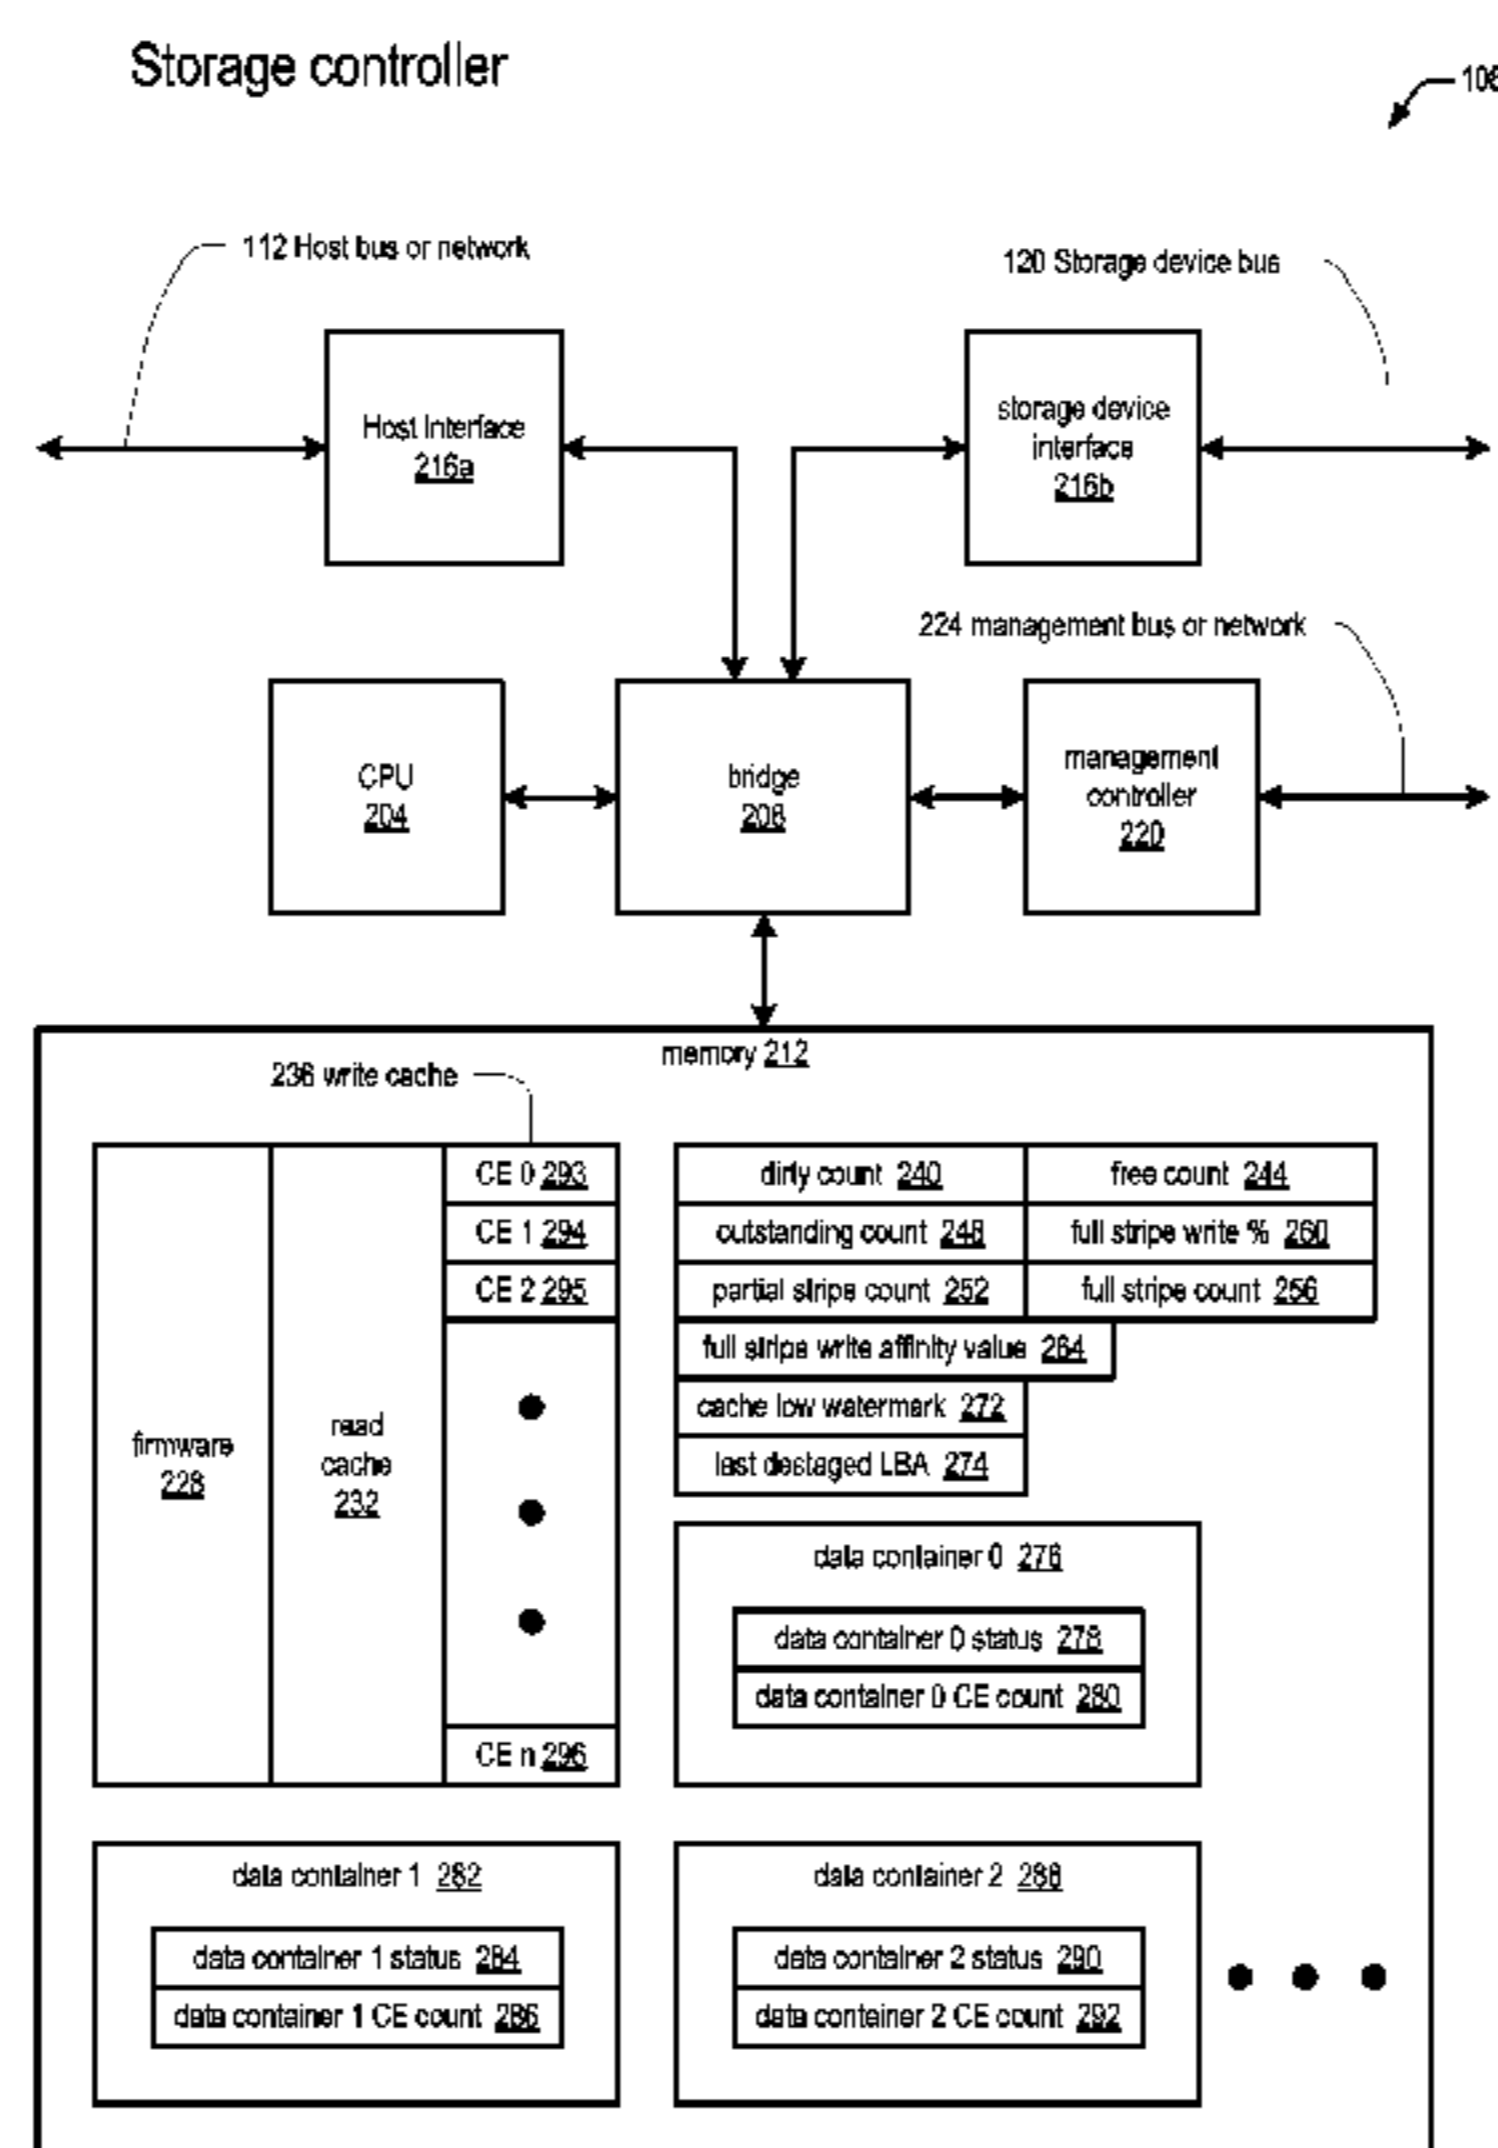 Storage controller
108
112 Host bus or network
120 Storage device bus
Host Interface
216a
storage device
interface
216b
224 management bus or network
CPU
204
bridge
208
management
controller
220
memory 212
236 write cache
firmware
228
read
cache
232
CE 0 293
CE 1 294
CE 2 295
CE n 296
dirty count 240
free count 244
outstanding count 248
full stripe write % 260
partial stripe count 252
full stripe count 256
full stripe write affinity value 264
cache low watermark 272
last destaged LBA 274
data container 0 276
data container 0 status 278
data container 0 CE count 280
data container 1 282
data container 1 status 284
data container 1 CE count 286
data container 2 288
data container 2 status 290
data container 2 CE count 292